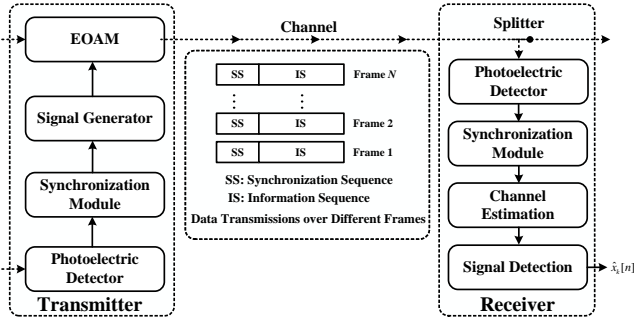 EOAM
Signal Generator
Synchronization
Module
Photoelectric
Detector
Transmitter
Channel
SS IS Frame N
⋮ ⋮
SS IS Frame 2
SS IS Frame 1
SS: Synchronization Sequence
IS: Information Sequence
Data Transmissions over Different Frames
Splitter
Photoelectric
Detector
Synchronization
Module
Channel
Estimation
Signal Detection
x̂ₖ[n]
Receiver